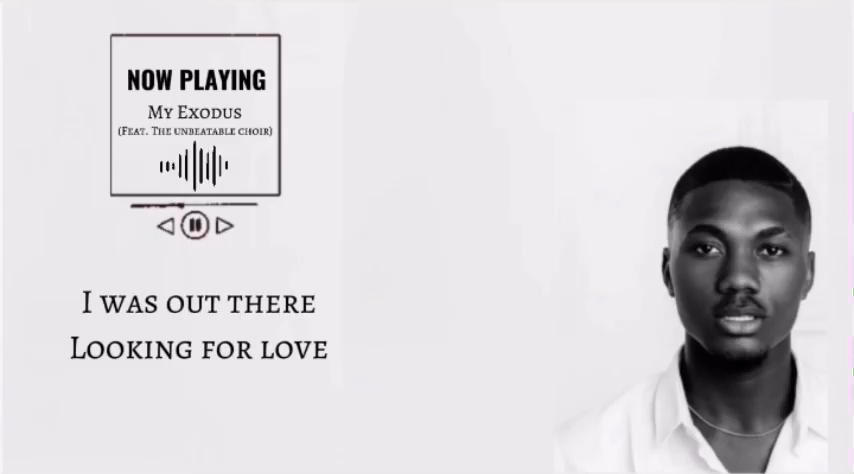 NOW PLAYING
My Exodus
(Feat. The unbeatable choir)
I was out there
Looking for love